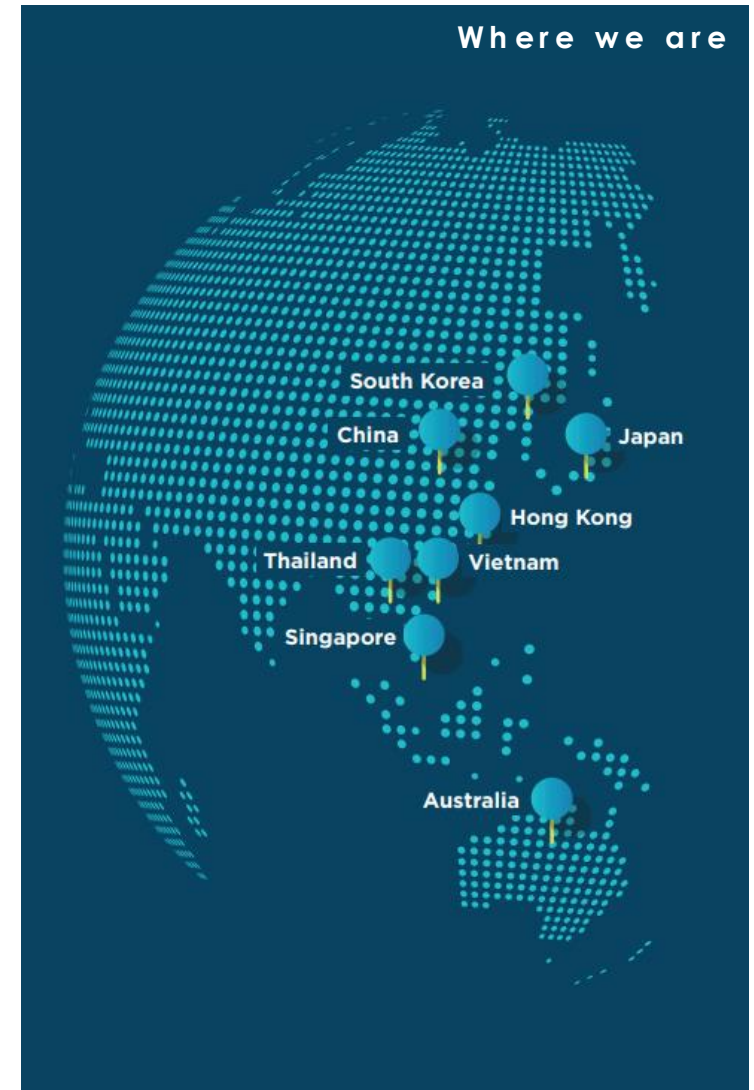 Where we are
South Korea
China
Japan
Hong Kong
Thailand
Vietnam
Singapore
Australia